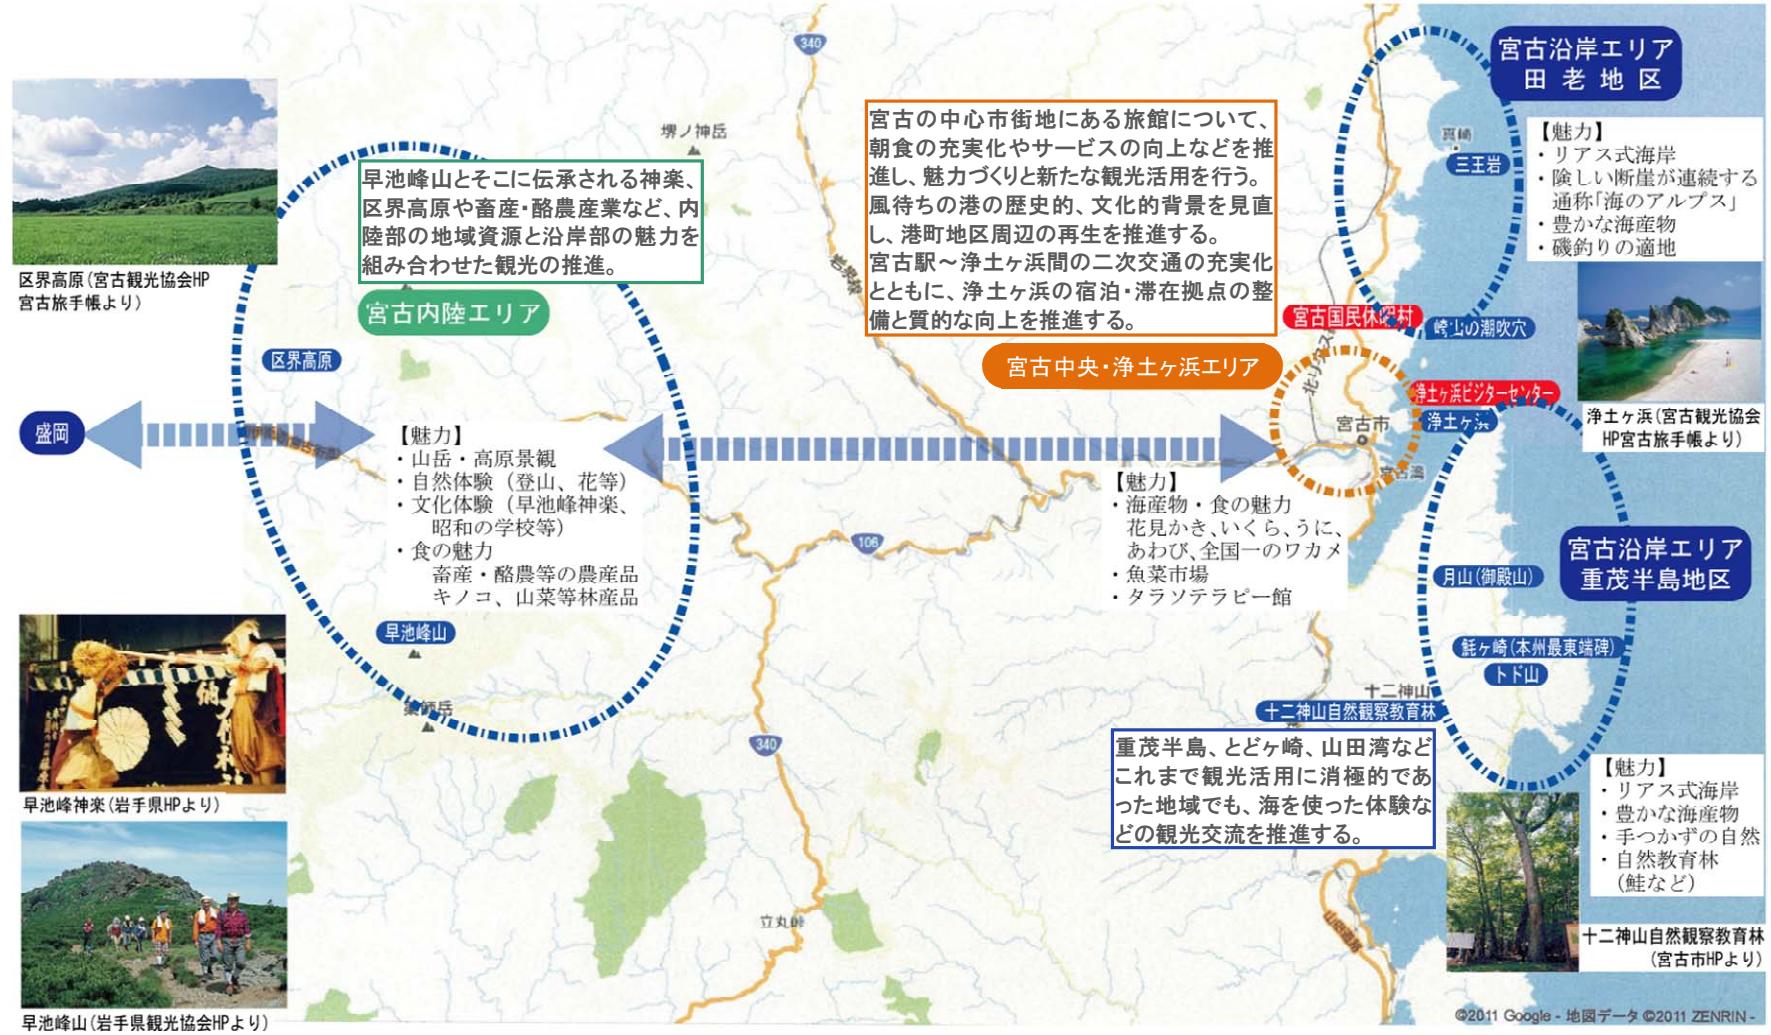 340
宮古沿岸エリア
田老地区
【魅力】
・リアス式海岸
・険しい断崖が連続する
通称「海のアルプス」
・豊かな海産物
・磯釣りの適地
真崎
三王岩
堺ノ神岳
区界高原(宮古観光協会HP
宮古旅手帳より)
早池峰山とそこに伝承される神楽、
区界高原や畜産・酪農産業など、内
陸部の地域資源と沿岸部の魅力を
組み合わせた観光の推進。
宮古内陸エリア
宮古の中心市街地にある旅館について、
朝食の充実化やサービスの向上などを推
進し、魅力づくりと新たな観光活用を行う。
風待ちの港の歴史的、文化的背景を見直
し、港町地区周辺の再生を推進する。
宮古駅～浄土ヶ浜間の二次交通の充実化
とともに、浄土ヶ浜の宿泊・滞在拠点の整
備と質的な向上を推進する。
宮古中央・浄土ヶ浜エリア
宮古国民休暇村
崎山の潮吹穴
北リアス
浄土ヶ浜ビジターセンター
浄土ヶ浜
浄土ヶ浜(宮古観光協会
HP宮古旅手帳より)
宮古市
宮古湾
区界高原
盛岡
【魅力】
・山岳・高原景観
・自然体験（登山、花等）
・文化体験（早池峰神楽、
昭和の学校等）
・食の魅力
畜産・酪農等の農産品
キノコ、山菜等林産品
106
【魅力】
・海産物・食の魅力
花見かき、いくら、うに、
あわび、全国一のワカメ
・魚菜市場
・タラソテラピー館
宮古沿岸エリア
重茂半島地区
月山(御殿山)
魹ヶ崎(本州最東端碑)
トド山
早池峰山
薬師岳
十二神山
十二神山自然観察教育林
340
重茂半島、とどヶ崎、山田湾など
これまで観光活用に消極的であ
った地域でも、海を使った体験な
どの観光交流を推進する。
【魅力】
・リアス式海岸
・豊かな海産物
・手つかずの自然
・自然教育林
(鮭など)
早池峰神楽(岩手県HPより)
立丸峠
山田道路
十二神山自然観察教育林
(宮古市HPより)
早池峰山(岩手県観光協会HPより)
©2011 Google - 地図データ ©2011 ZENRIN -